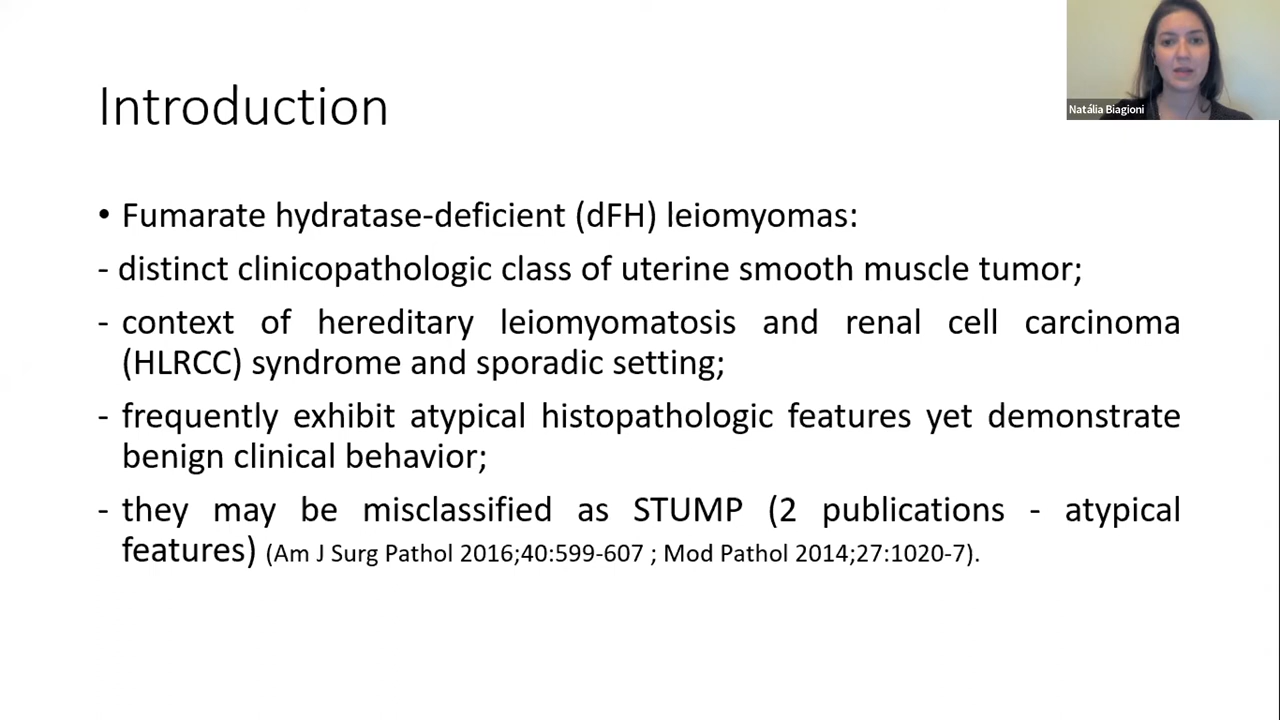 Natália Biagioni
Introduction
• Fumarate hydratase-deficient (dFH) leiomyomas:
- distinct clinicopathologic class of uterine smooth muscle tumor;
- context of hereditary leiomyomatosis and renal cell carcinoma
(HLRCC) syndrome and sporadic setting;
- frequently exhibit atypical histopathologic features yet demonstrate
benign clinical behavior;
- they may be misclassified as STUMP (2 publications - atypical
features) (Am J Surg Pathol 2016;40:599-607 ; Mod Pathol 2014;27:1020-7).